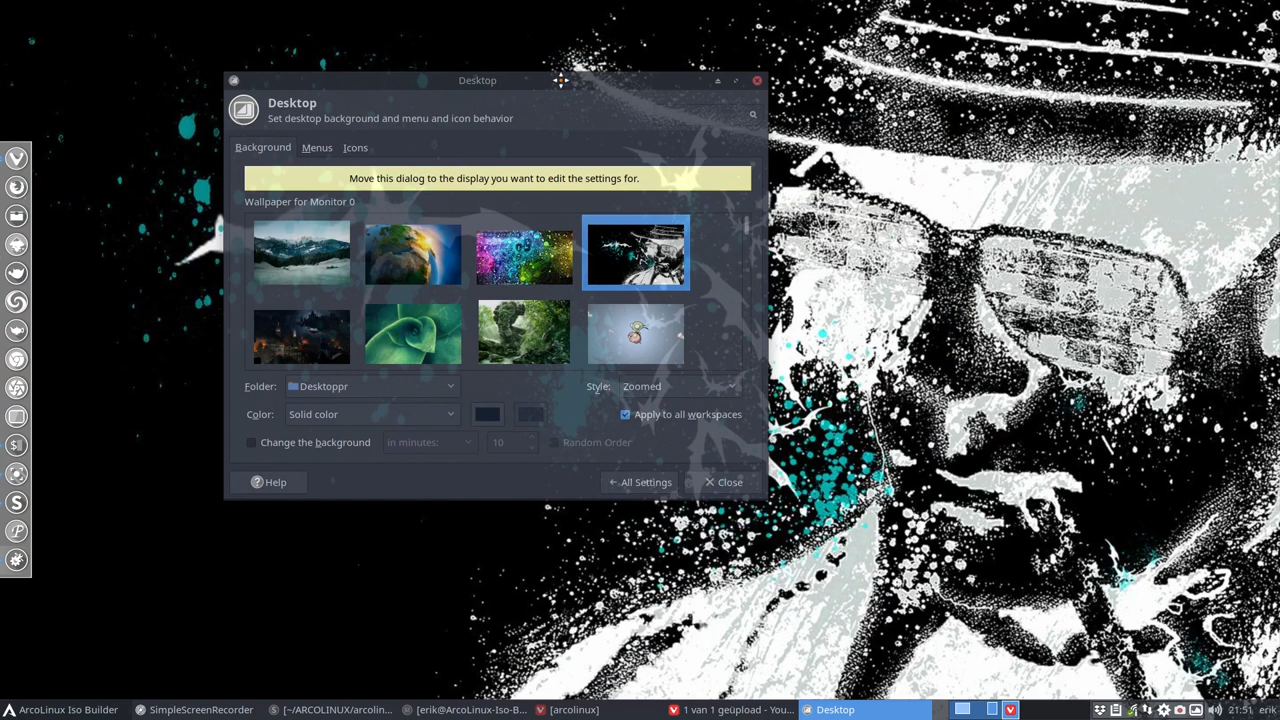 Desktop
Desktop
Set desktop background and menu and icon behavior
Background Menus Icons
Move this dialog to the display you want to edit the settings for.
Wallpaper for Monitor 0
Folder: Desktoppr Style: Zoomed
Color: Solid color Apply to all workspaces
Change the background in minutes: 10 Random Order
Help All Settings Close
ArcoLinux Iso Builder SimpleScreenRecorder [~/ARCOLINUX/arcolin... [erik@ArcoLinux-Iso-B... [arcolinux] 1 van 1 geüpload - You... Desktop 21:51 erik